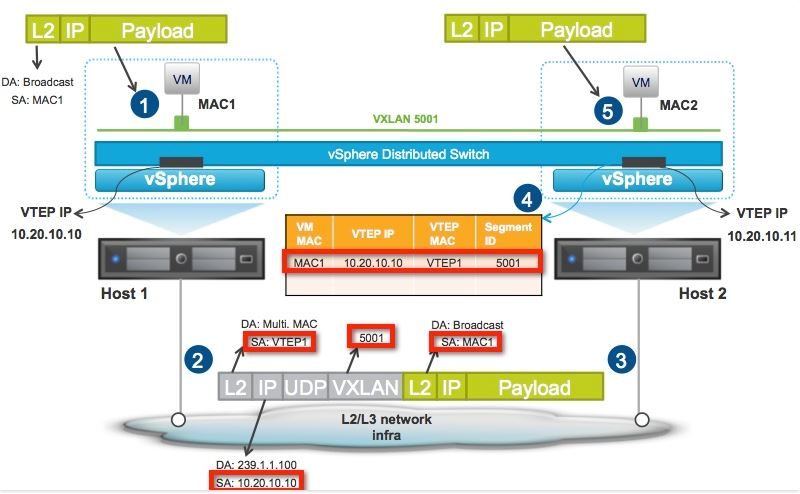 L2 IP Payload
DA: Broadcast
SA: MAC1
1
VM
MAC1
L2 IP Payload
5
VM
MAC2
VXLAN 5001
vSphere Distributed Switch
vSphere
vSphere
VTEP IP
10.20.10.10
4
VTEP IP
10.20.10.11
VM MAC VTEP IP VTEP MAC Segment ID
MAC1 10.20.10.10 VTEP1 5001
Host 1
Host 2
2
3
DA: Multi. MAC
SA: VTEP1
5001
DA: Broadcast
SA: MAC1
L2 IP UDP VXLAN L2 IP Payload
L2/L3 network
infra
DA: 239.1.1.100
SA: 10.20.10.10